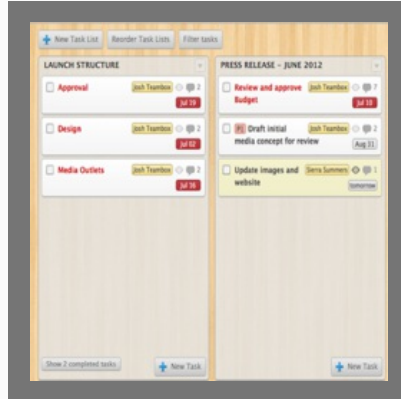 New Task List Reorder Task Lists Filter tasks
LAUNCH STRUCTURE
Approval Josh Teambox 2
Jul 19
Design Josh Teambox 2
Jul 02
Media Outlets Josh Teambox 2
Jul 16
Show 2 completed tasks New Task
PRESS RELEASE - JUNE 2012
Review and approve Josh Teambox 7
Budget Jul 10
Draft initial Josh Teambox 2
media concept for review Aug 31
Update images and Sierra Summers 1
website tomorrow
New Task